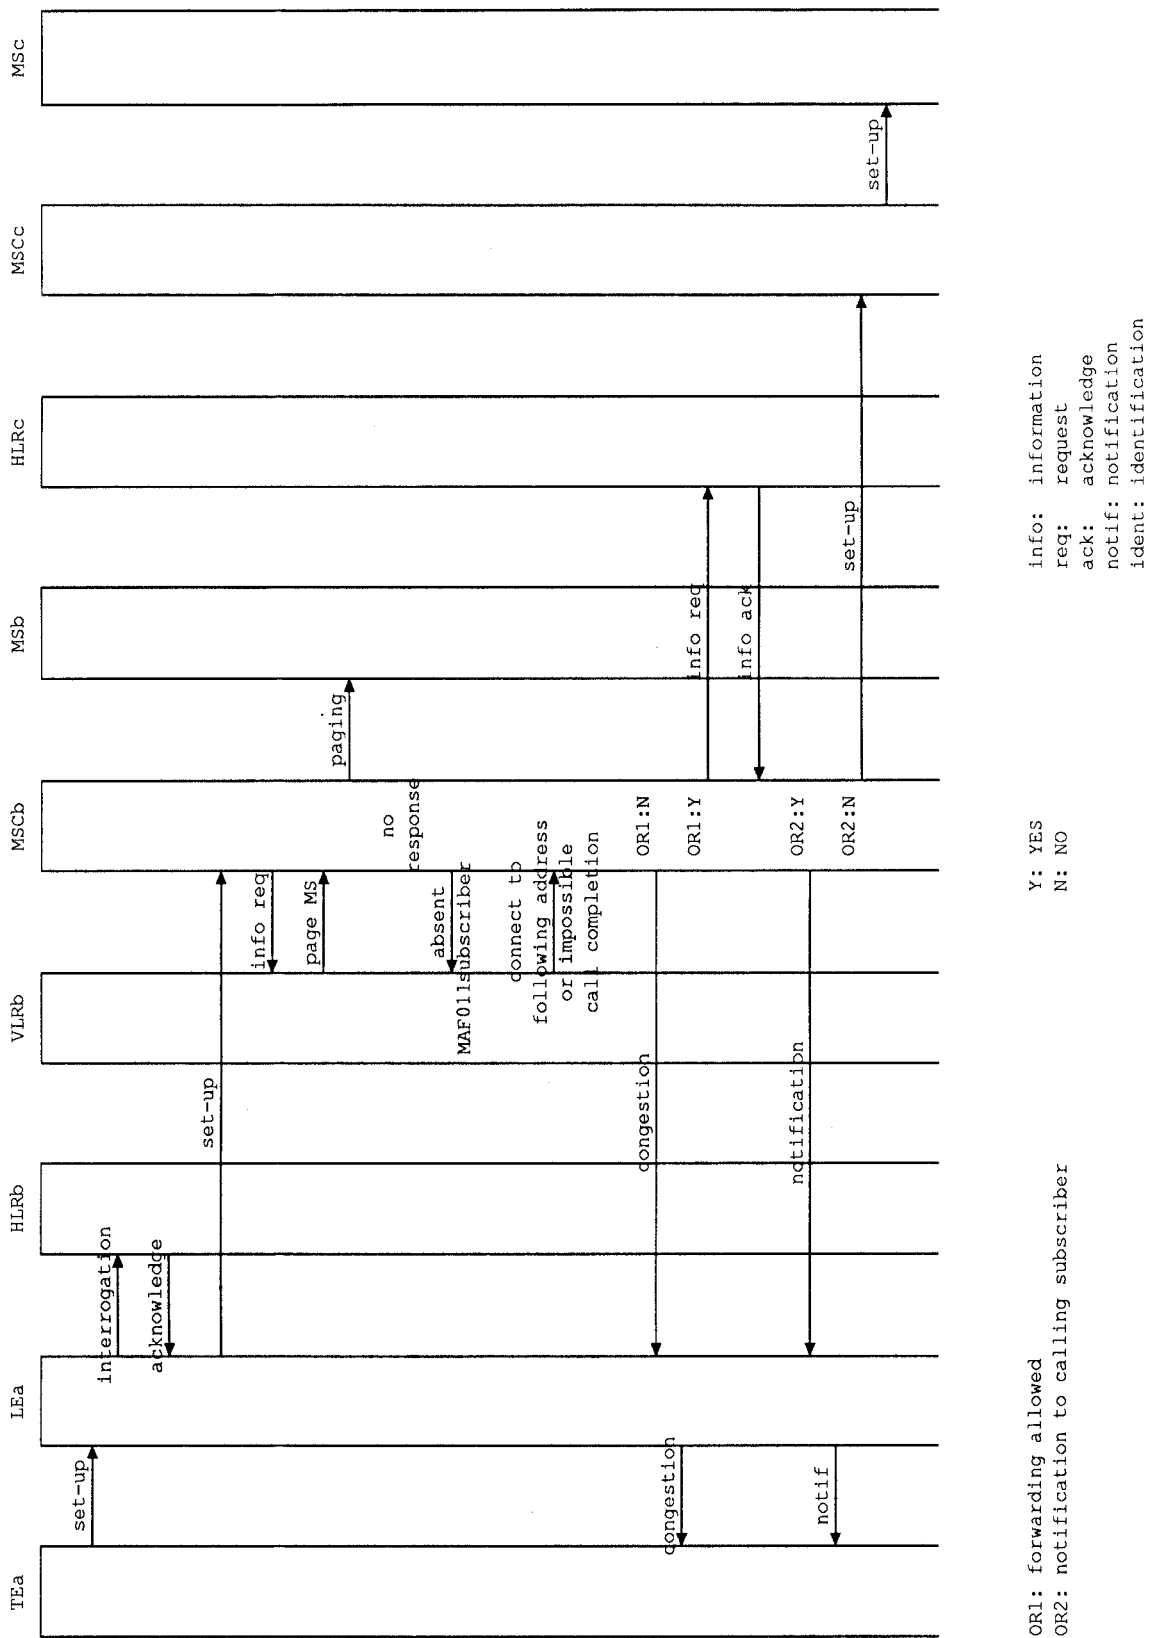 TEa LEa HLRb VLRb MSCb MSb HLRc MSCc MSc
set-up
interrogation
acknowledge
set-up
info req
page MS
paging
no
response
absent
MAF011subscriber
connect to
following address
or impossible
call completion
OR1:N
congestion
congestion
OR1:Y
info req
info ack
OR2:Y
notification
notif
OR2:N
set-up
set-up
OR1: forwarding allowed
OR2: notification to calling subscriber
Y: YES
N: NO
info: information
req: request
ack: acknowledge
notif: notification
ident: identification